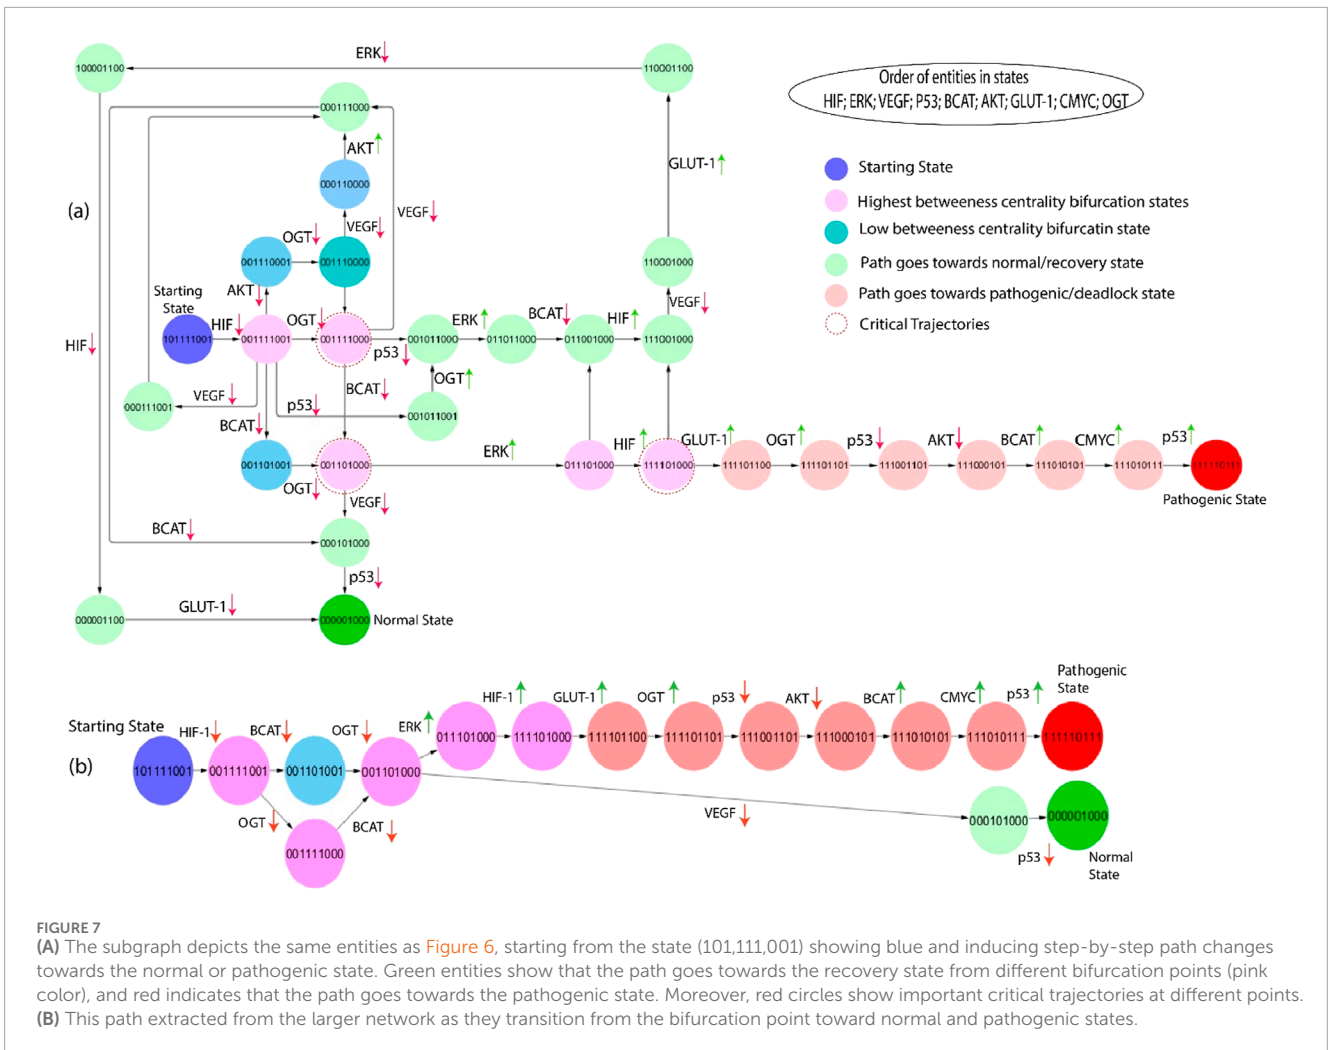 ERK↓
100001100
110001100
Order of entities in states
HIF; ERK; VEGF; P53; BCAT; AKT; GLUT-1; CMYC; OGT
000111000
AKT↑
GLUT-1↑
Starting State
000110000
Highest betweeness centrality bifurcation states
(a)
VEGF↓
VEGF↓
Low betweeness centrality bifurcatin state
OGT↓
001110001
001110000
110001000
Path goes towards normal/recovery state
Starting
State
AKT↓
VEGF↓
Path goes towards pathogenic/deadlock state
HIF↓
OGT↓
ERK↑
BCAT↓
HIF↑
Critical Trajectories
101111001
001111001
001111000
001011000
011011000
011001000
111001000
HIF↓
p53↓
OGT↑
VEGF↓
BCAT↓
000111001
p53↓
001011001
BCAT↓
ERK↑
HIF↑
GLUT-1↑
OGT↑
p53↓
AKT↓
BCAT↑
CMYC↑
p53↑
001101001
001101000
011101000
111101000
111101100
111101101
111001101
111000101
111010101
111010111
111110111
OGT↓
VEGF↓
Pathogenic State
BCAT↓
000101000
p53↓
GLUT-1↓
000001100
000001000
Normal State
Pathogenic
State
HIF-1↑
GLUT-1↑
OGT↑
p53↓
AKT↓
BCAT↑
CMYC↑
p53↑
Starting State
HIF-1↓
BCAT↓
OGT↓
ERK↑
011101000
111101000
111101100
111101101
111001101
111000101
111010101
111010111
111110111
(b)
101111001
001111001
001101001
001101000
OGT↓
BCAT↓
VEGF↓
000101000
000001000
001111000
p53↓
Normal
State
FIGURE 7
(A) The subgraph depicts the same entities as Figure 6, starting from the state (101,111,001) showing blue and inducing step-by-step path changes
towards the normal or pathogenic state. Green entities show that the path goes towards the recovery state from different bifurcation points (pink
color), and red indicates that the path goes towards the pathogenic state. Moreover, red circles show important critical trajectories at different points.
(B) This path extracted from the larger network as they transition from the bifurcation point toward normal and pathogenic states.